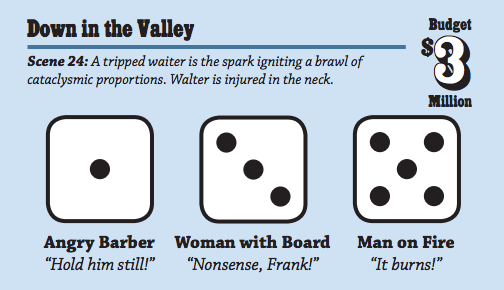 Down in the Valley
Budget
$3
Million
Scene 24: A tripped waiter is the spark igniting a brawl of
cataclysmic proportions. Walter is injured in the neck.
Angry Barber
"Hold him still!"
Woman with Board
"Nonsense, Frank!"
Man on Fire
"It burns!"